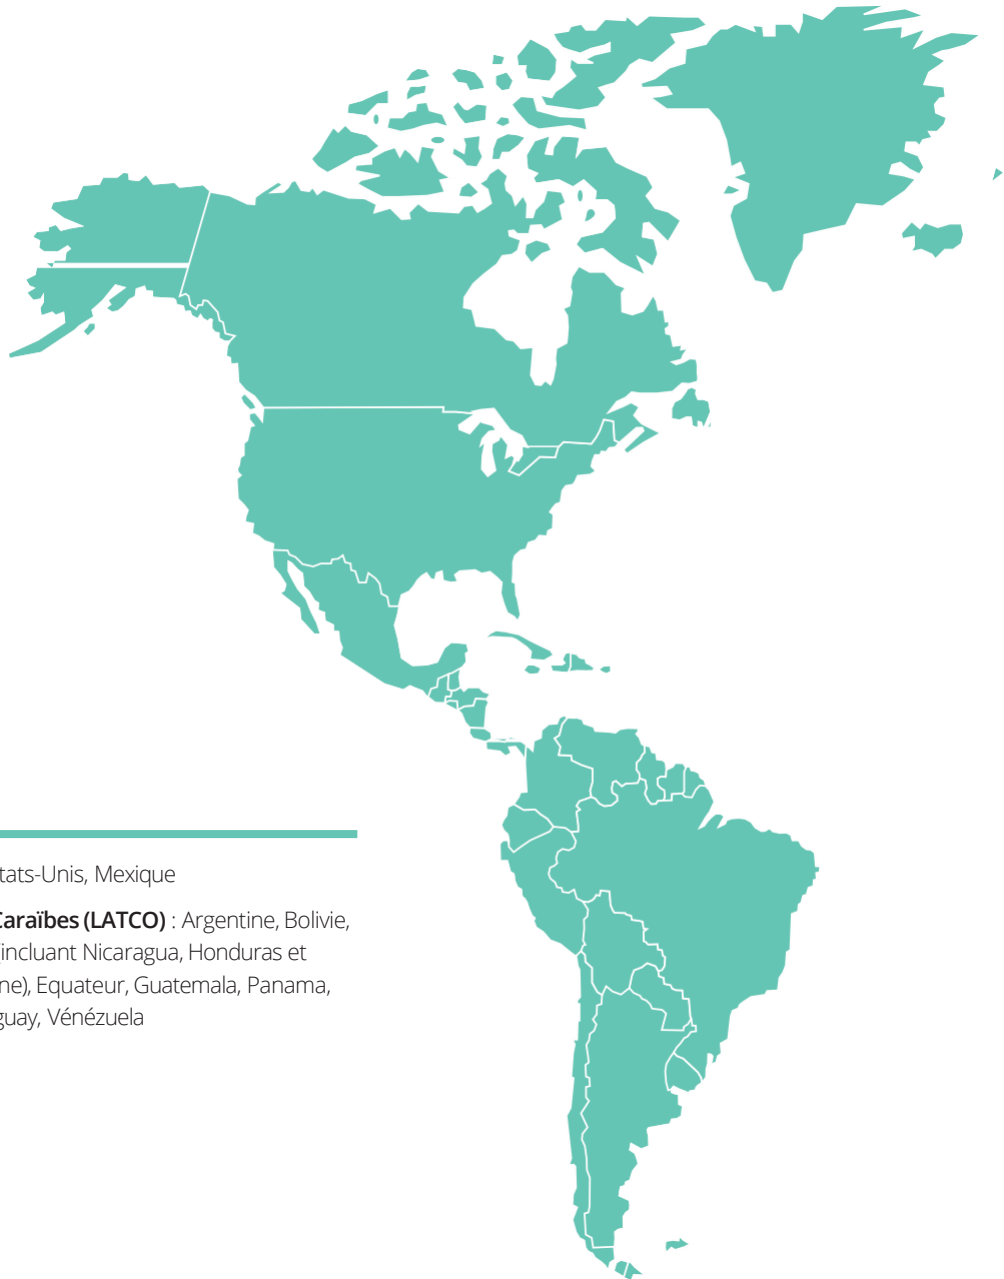 tats-Unis, Mexique
Caraïbes (LATCO) : Argentine, Bolivie,
incluant Nicaragua, Honduras et
ne), Equateur, Guatemala, Panama,
guay, Vénézuela